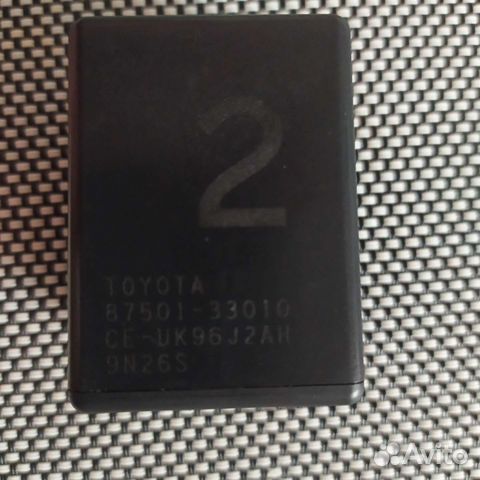 2
TOYOTA
87501-33010
CE-UK96J2AH
9N26S
Avito